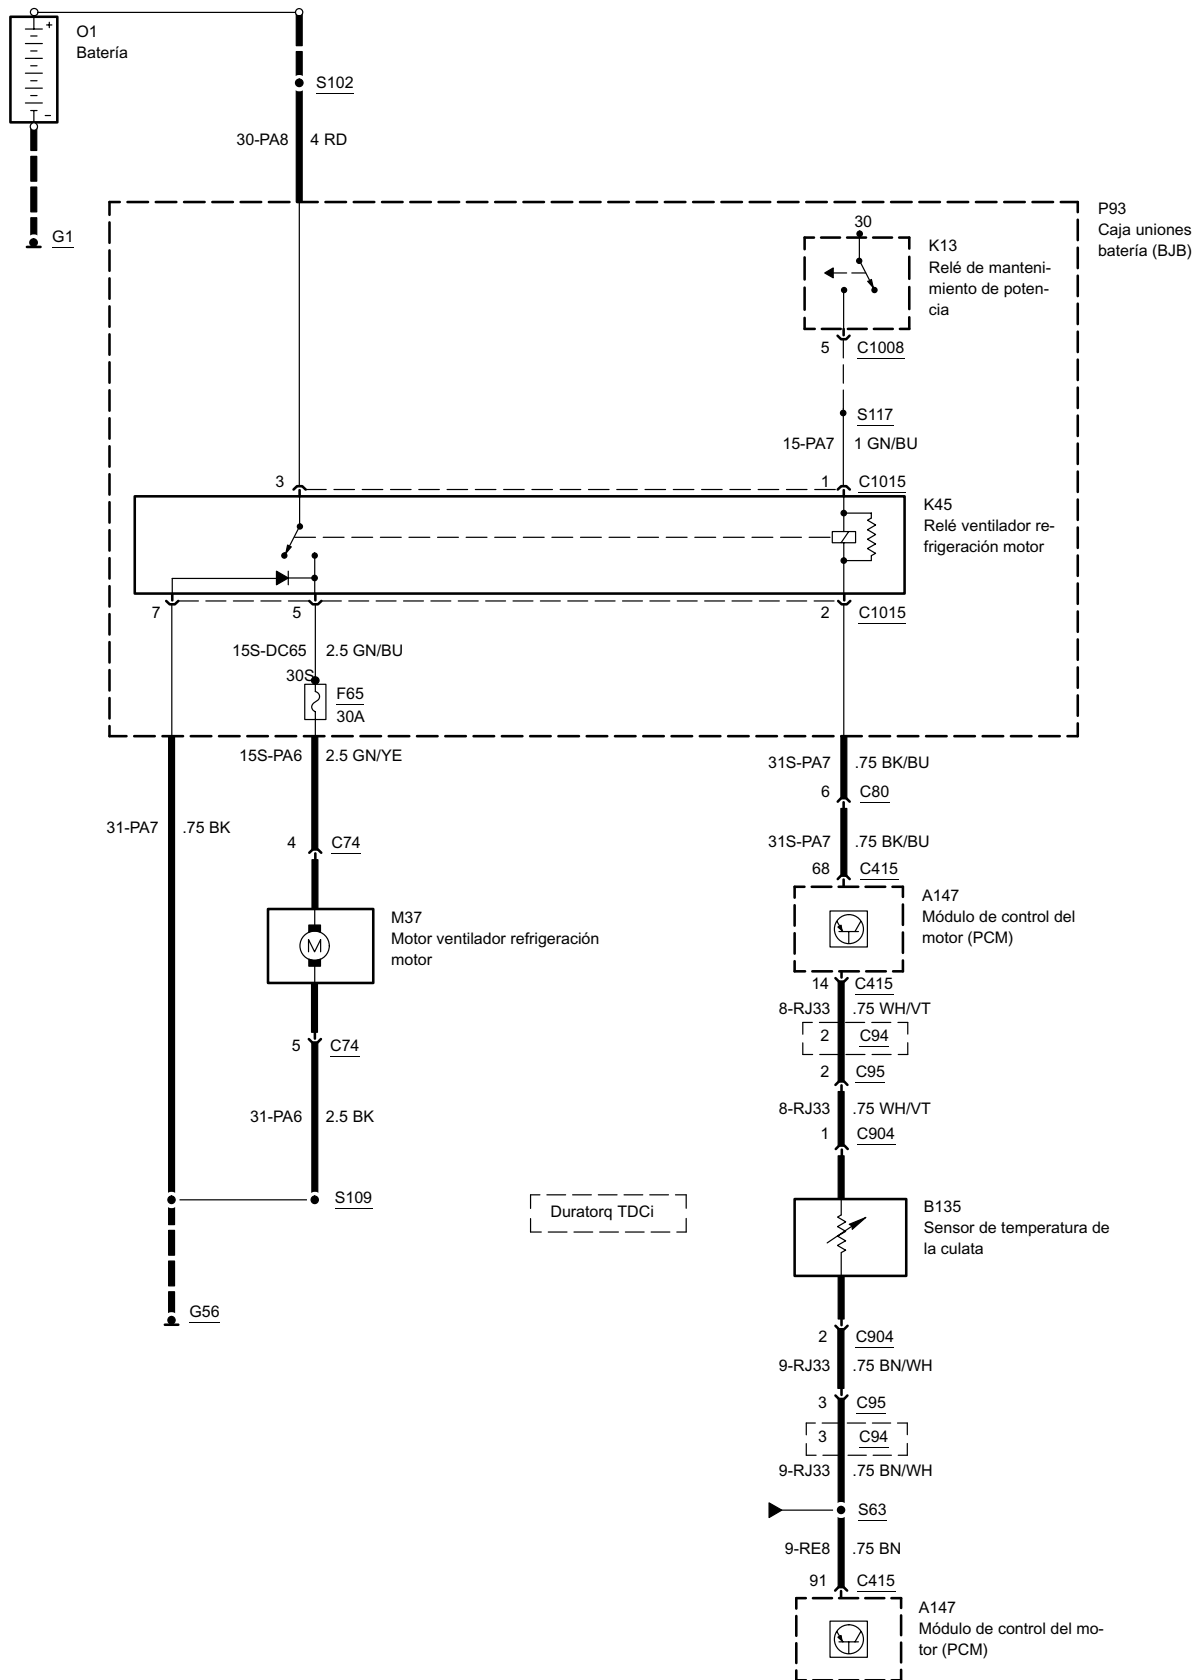 +
O1
Batería
−
S102
30-PA8
4 RD
G1
P93
Caja uniones
batería (BJB)
30
K13
Relé de manteni-
miento de poten-
cia
5
C1008
S117
15-PA7
1 GN/BU
3
1
C1015
K45
Relé ventilador re-
frigeración motor
7
5
2
C1015
15S-DC65
2.5 GN/BU
30S
F65
30A
15S-PA6
2.5 GN/YE
31S-PA7
.75 BK/BU
6
C80
31-PA7
.75 BK
4
C74
31S-PA7
.75 BK/BU
68
C415
A147
Módulo de control del
motor (PCM)
M
M37
Motor ventilador refrigeración
motor
14
C415
8-RJ33
.75 WH/VT
2
C94
5
C74
2
C95
31-PA6
2.5 BK
8-RJ33
.75 WH/VT
1
C904
S109
Duratorq TDCi
B135
Sensor de temperatura de
la culata
G56
2
C904
9-RJ33
.75 BN/WH
3
C95
3
C94
9-RJ33
.75 BN/WH
S63
9-RE8
.75 BN
91
C415
A147
Módulo de control del mo-
tor (PCM)